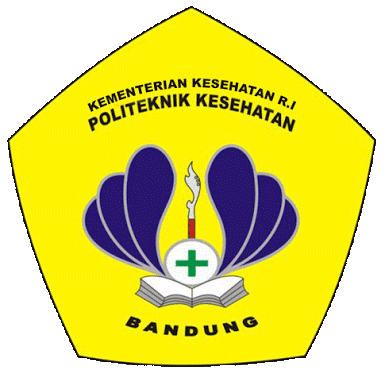 KEMENTERIAN KESEHATAN R.I
POLITEKNIK KESEHATAN
BANDUNG